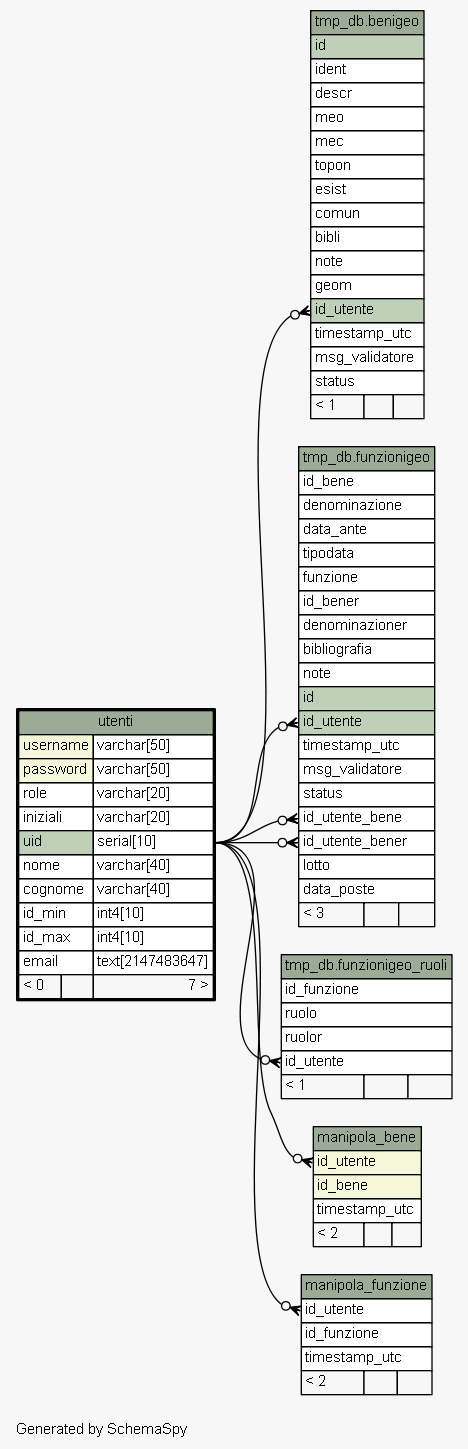 tmp_db.benigeo
id
ident
descr
meo
mec
topon
esist
comun
bibli
note
geom
id_utente
timestamp_utc
msg_validatore
status
< 1
tmp_db.funzionigeo
id_bene
denominazione
data_ante
tipodata
funzione
id_bener
denominazioner
bibliografia
note
id
id_utente
timestamp_utc
msg_validatore
status
id_utente_bene
id_utente_bener
lotto
data_poste
< 3
utenti
username varchar[50]
password varchar[50]
role varchar[20]
iniziali varchar[20]
uid serial[10]
nome varchar[40]
cognome varchar[40]
id_min int4[10]
id_max int4[10]
email text[2147483647]
< 0 7 >
tmp_db.funzionigeo_ruoli
id_funzione
ruolo
ruolor
id_utente
< 1
manipola_bene
id_utente
id_bene
timestamp_utc
< 2
manipola_funzione
id_utente
id_funzione
timestamp_utc
< 2
Generated by SchemaSpy